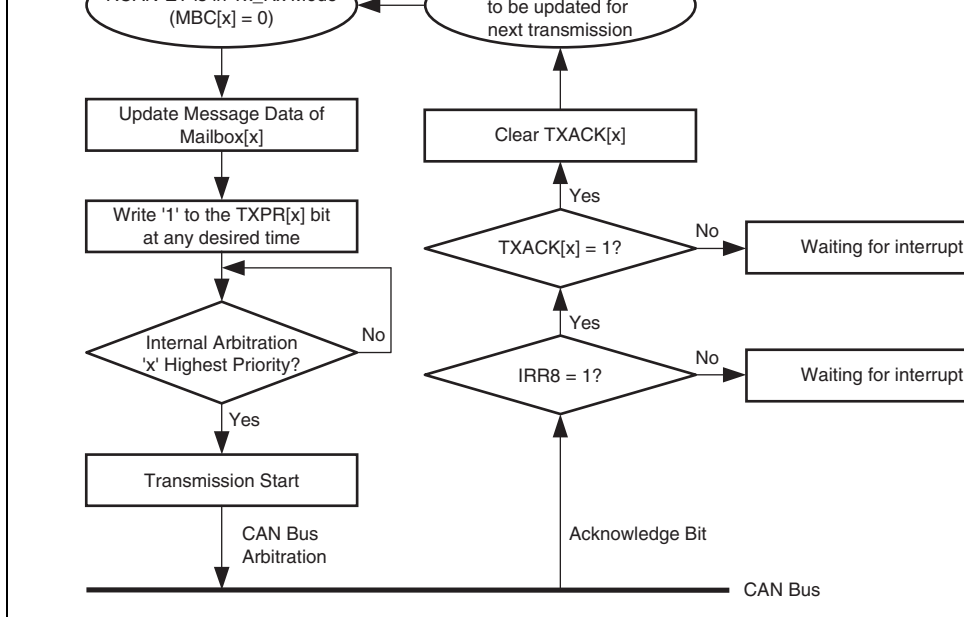 (MBC[x] = 0)
to be updated for
next transmission
Update Message Data of
Mailbox[x]
Clear TXACK[x]
Write '1' to the TXPR[x] bit
at any desired time
Yes
TXACK[x] = 1?
No
Waiting for interrupt
Internal Arbitration
'x' Highest Priority?
No
Yes
IRR8 = 1?
No
Waiting for interrupt
Yes
Transmission Start
CAN Bus
Arbitration
Acknowledge Bit
CAN Bus